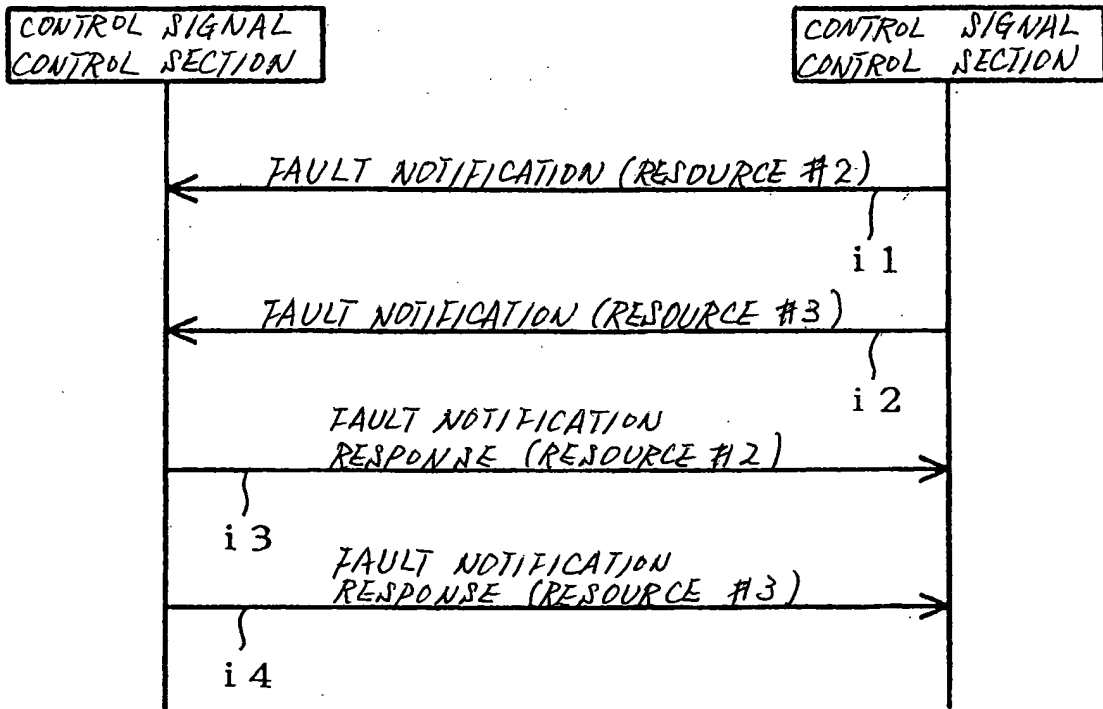 CONTROL SIGNAL
CONTROL SECTION
CONTROL SIGNAL
CONTROL SECTION
FAULT NOTIFICATION (RESOURCE #2)
i 1
FAULT NOTIFICATION (RESOURCE #3)
i 2
FAULT NOTIFICATION
RESPONSE (RESOURCE #2)
i 3
FAULT NOTIFICATION
RESPONSE (RESOURCE #3)
i 4